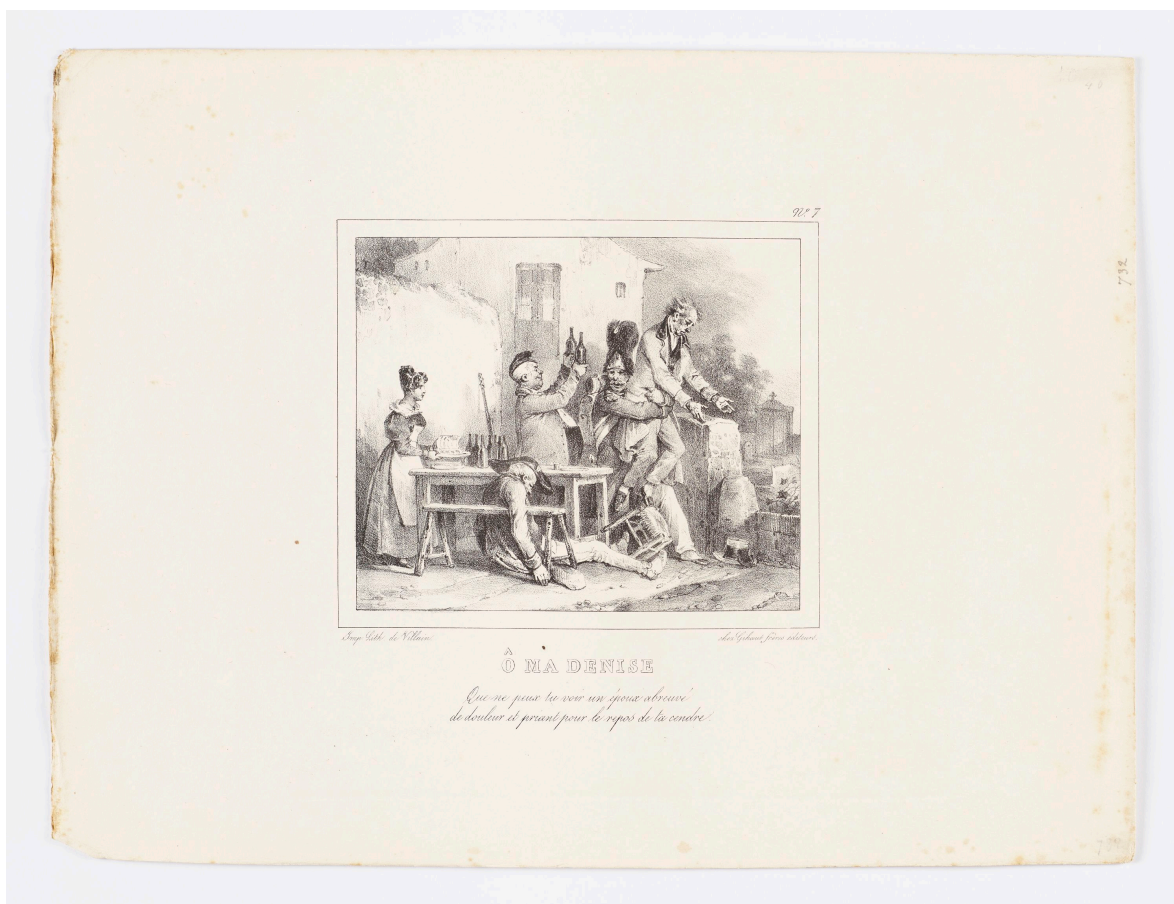 Nº 7
732
Imp. Lith. de Villain.
chez Gihaut frères éditeurs.
Ô MA DENISE
Que ne peux tu voir un époux abreuvé
de douleur et priant pour le repos de ta cendre.